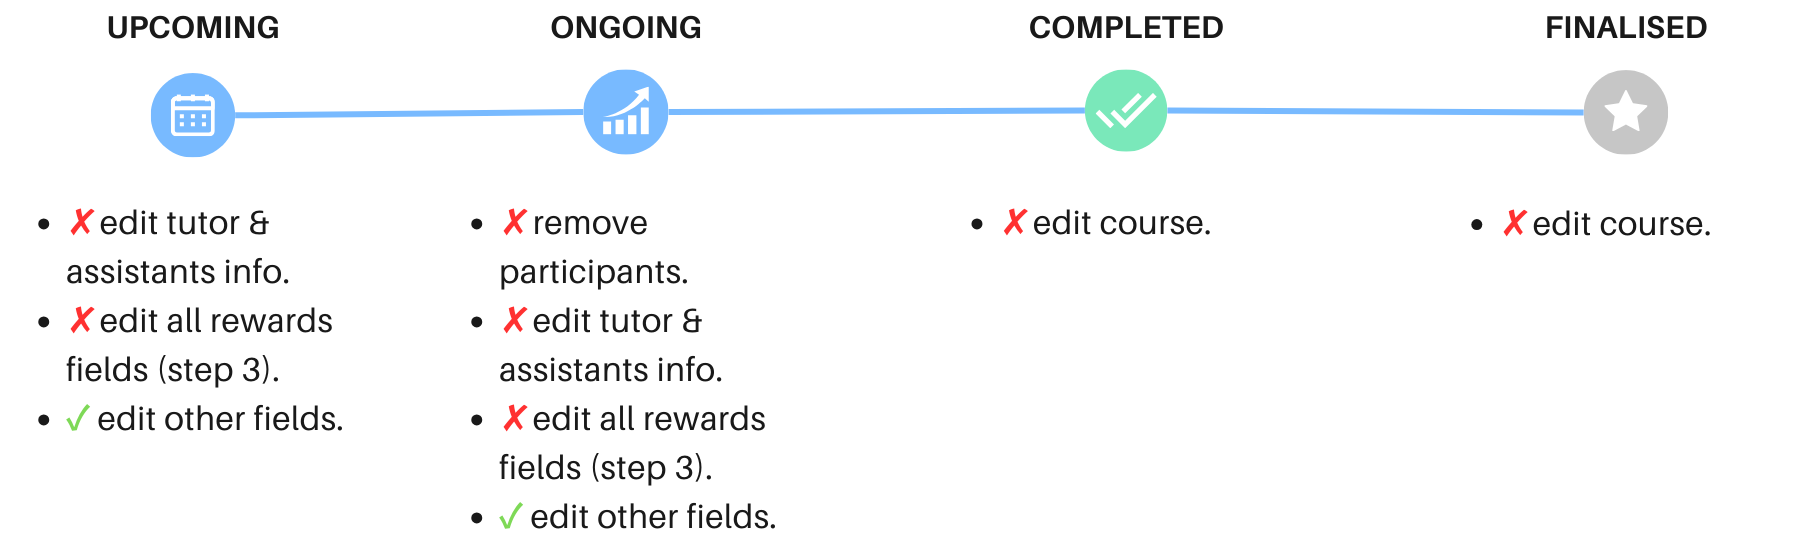 UPCOMING
ONGOING
COMPLETED
FINALISED
• ✗ edit tutor &
assistants info.
• ✗ edit all rewards
fields (step 3).
• ✓ edit other fields.
• ✗ remove
participants.
• ✗ edit tutor &
assistants info.
• ✗ edit all rewards
fields (step 3).
• ✓ edit other fields.
• ✗ edit course.
• ✗ edit course.